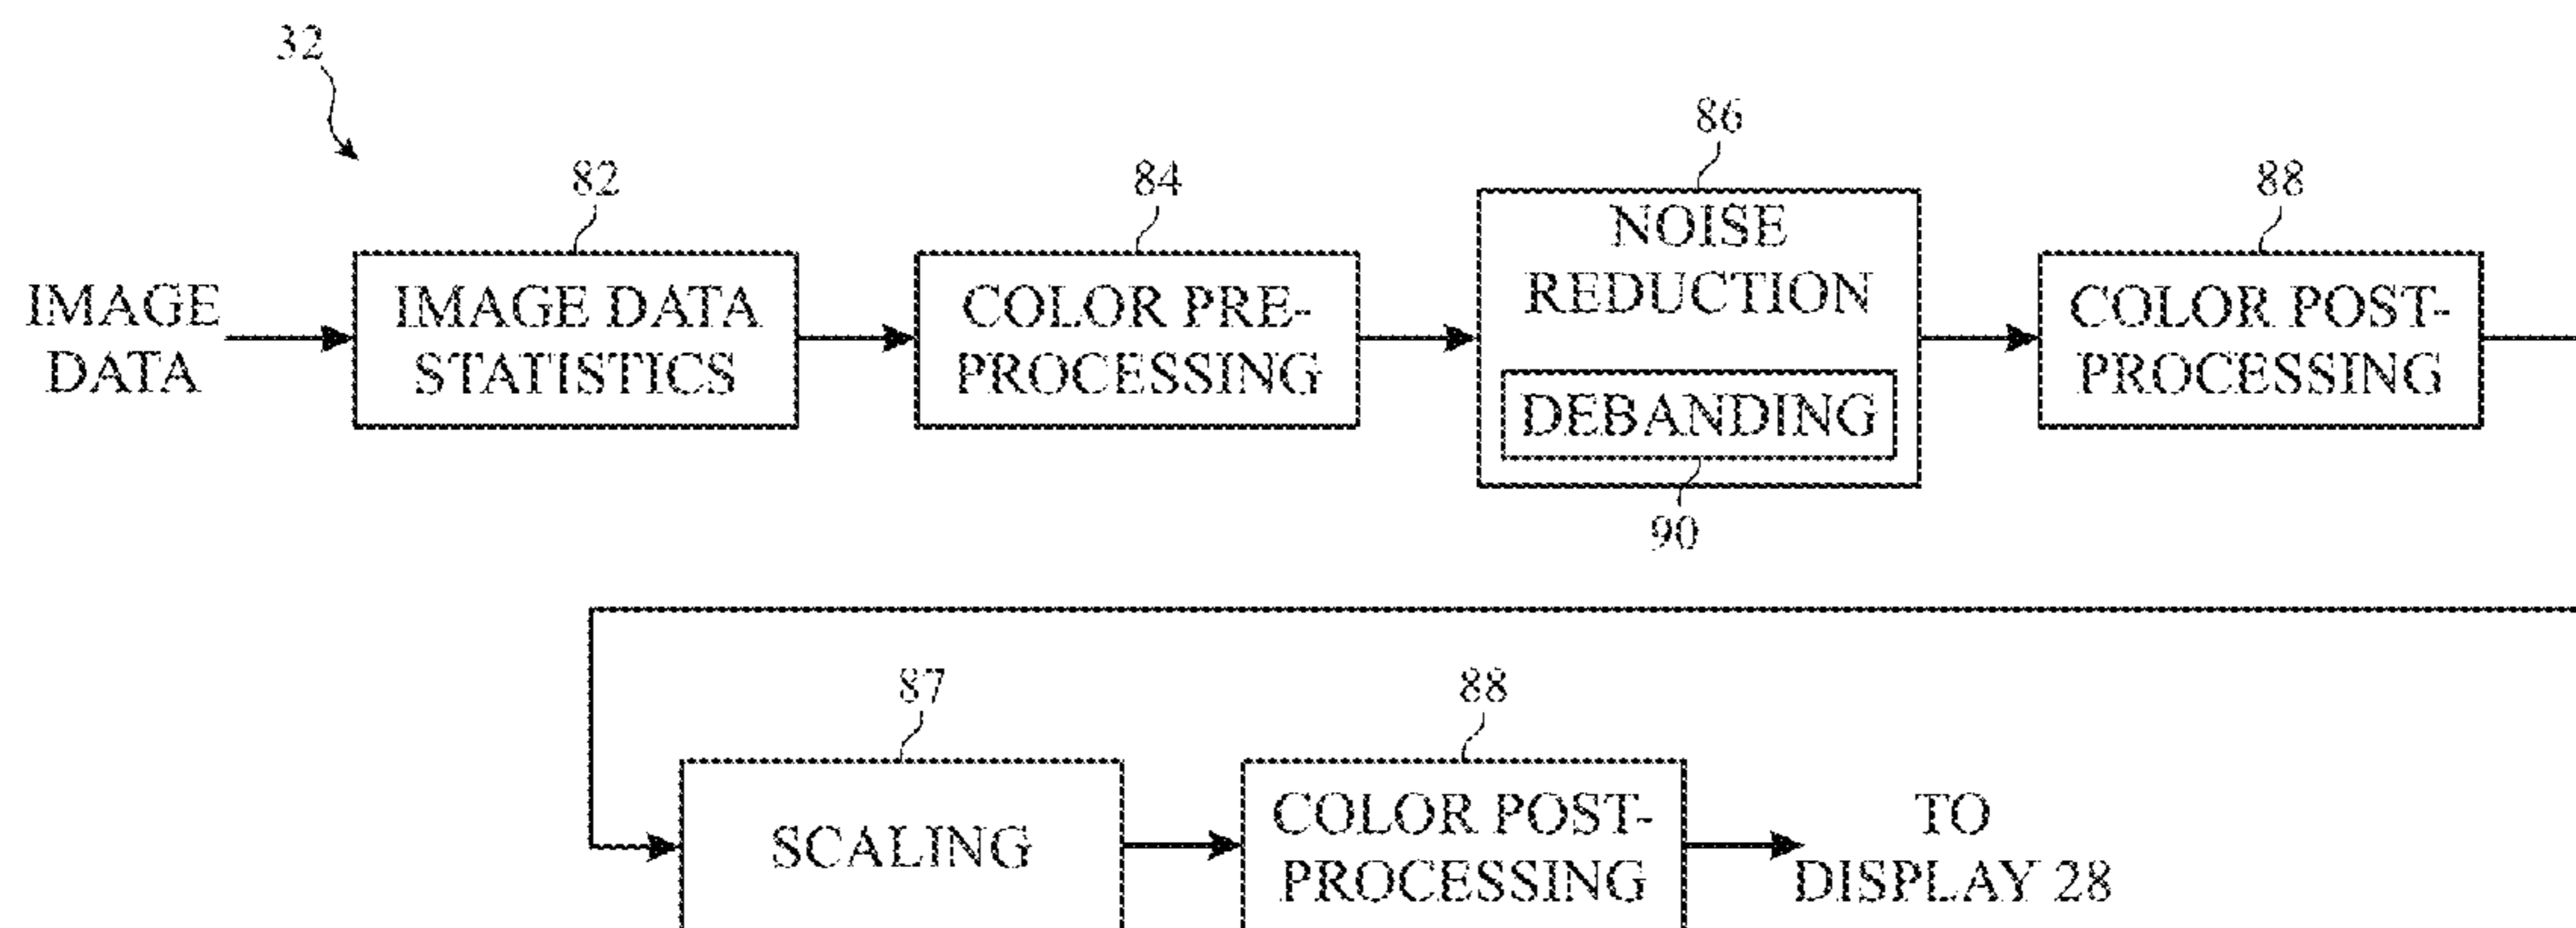 32
82
84
86
88
IMAGE
DATA
IMAGE DATA
STATISTICS
COLOR PRE-
PROCESSING
NOISE
REDUCTION
DEBANDING
90
COLOR POST-
PROCESSING
87
88
SCALING
COLOR POST-
PROCESSING
TO
DISPLAY 28